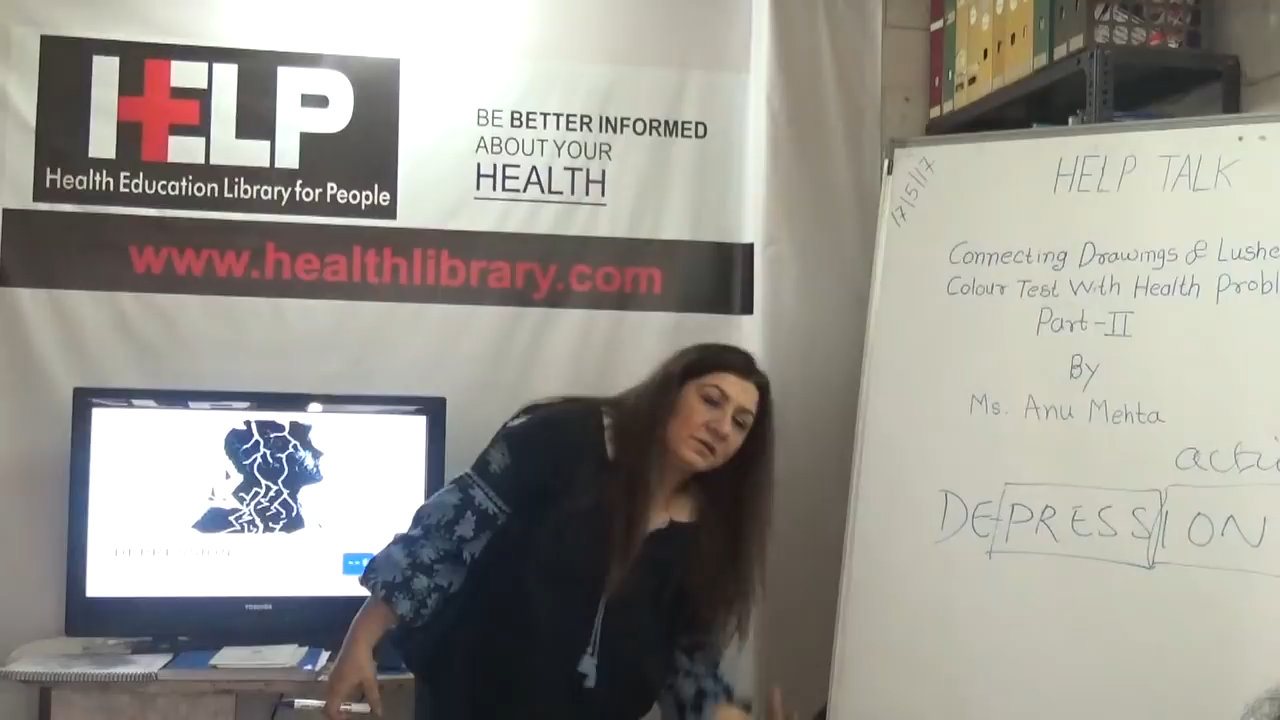 HELP
Health Education Library for People
BE BETTER INFORMED
ABOUT YOUR
HEALTH
www.healthlibrary.com
DEPRESSION
TOSHIBA
17/5/17
HELP TALK
Connecting Drawings & Lushe
Colour Test With Health Probl
Part-II
By
Ms. Anu Mehta
acti
DEPRESSION